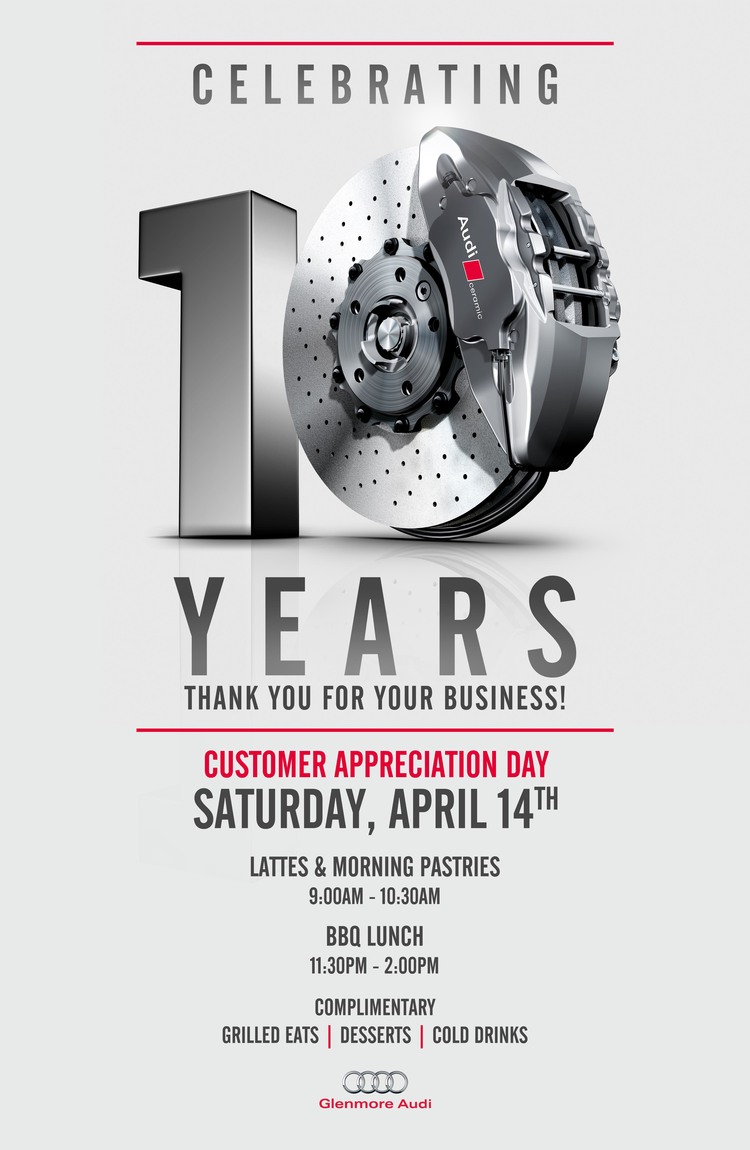 CELEBRATING
1
Audi
ceramic
YEARS
THANK YOU FOR YOUR BUSINESS!
CUSTOMER APPRECIATION DAY
SATURDAY, APRIL 14TH
LATTES & MORNING PASTRIES
9:00AM - 10:30AM
BBQ LUNCH
11:30PM - 2:00PM
COMPLIMENTARY
GRILLED EATS | DESSERTS | COLD DRINKS
Glenmore Audi